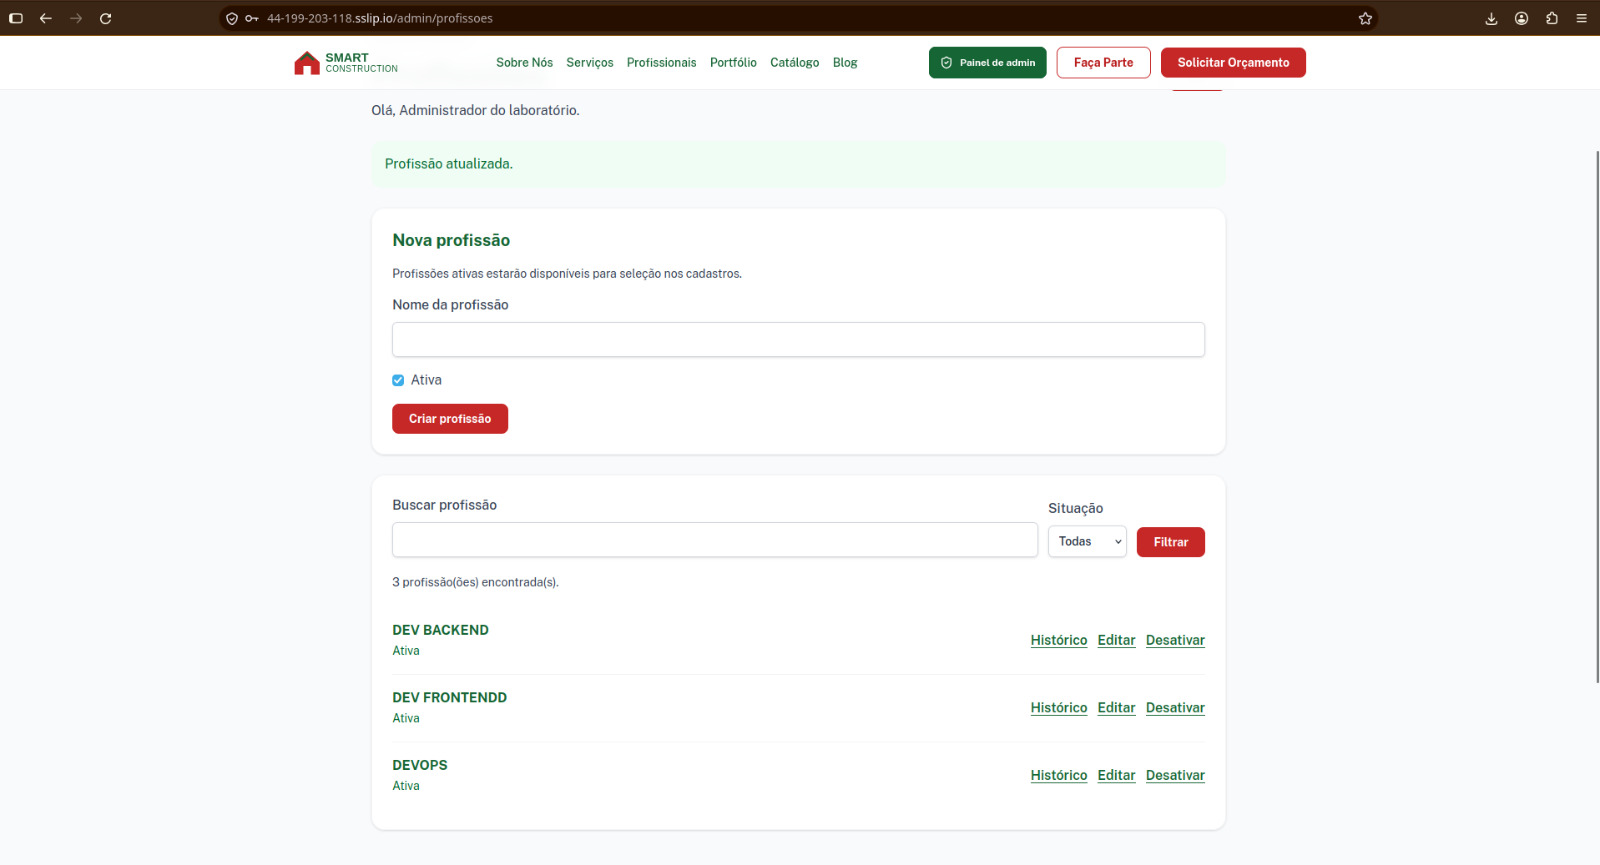 44-199-203-118.sslip.io/admin/profissoes
SMART
CONSTRUCTION
Sobre Nós Serviços Profissionais Portfólio Catálogo Blog
Painel de admin
Faça Parte
Solicitar Orçamento
Olá, Administrador do laboratório.
Profissão atualizada.
Nova profissão
Profissões ativas estarão disponíveis para seleção nos cadastros.
Nome da profissão
Ativa
Criar profissão
Buscar profissão
Situação
Todas
Filtrar
3 profissão(ões) encontrada(s).
DEV BACKEND
Ativa
Histórico Editar Desativar
DEV FRONTENDD
Ativa
Histórico Editar Desativar
DEVOPS
Ativa
Histórico Editar Desativar